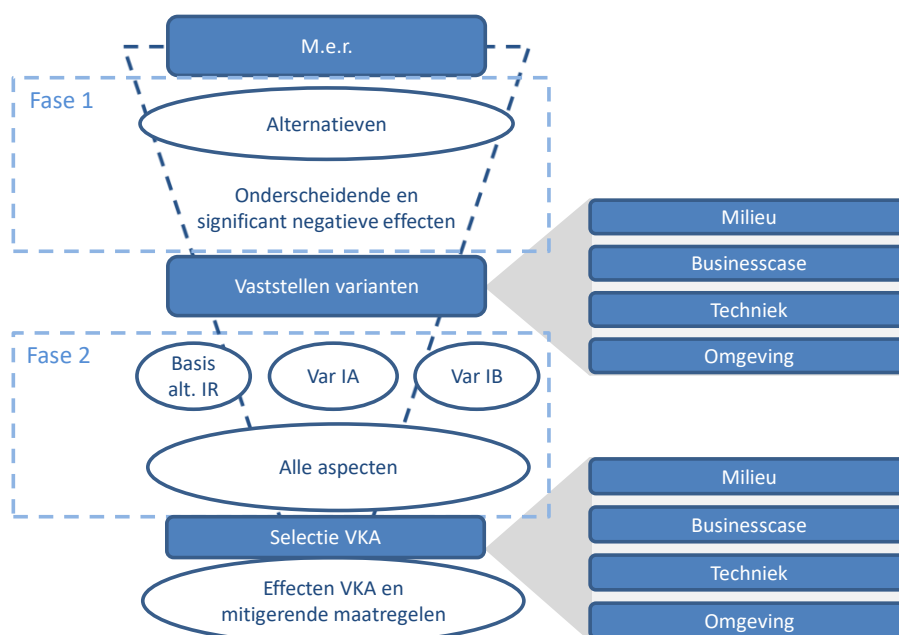 M.e.r.
Fase 1
Alternatieven
Onderscheidende en
significant negatieve effecten
Vaststellen varianten
Milieu
Businesscase
Techniek
Omgeving
Fase 2
Basis
alt. IR
Var IA
Var IB
Alle aspecten
Selectie VKA
Milieu
Businesscase
Techniek
Omgeving
Effecten VKA en
mitigerende maatregelen